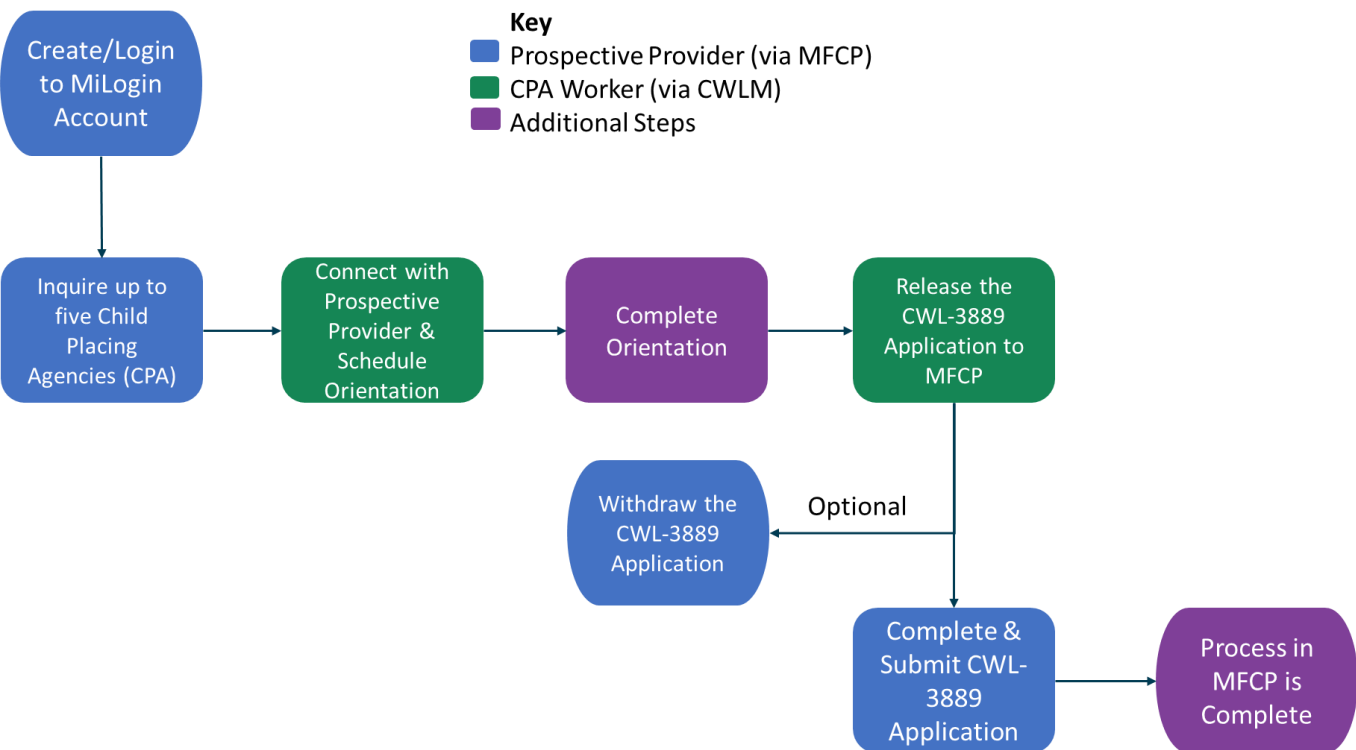 Create/Login
to MiLogin
Account
Key
Prospective Provider (via MFCP)
CPA Worker (via CWLM)
Additional Steps
Inquire up to
five Child
Placing
Agencies (CPA)
Connect with
Prospective
Provider &
Schedule
Orientation
Complete
Orientation
Release the
CWL-3889
Application to
MFCP
Withdraw the
CWL-3889
Application
Optional
Complete &
Submit CWL-
3889
Application
Process in
MFCP is
Complete